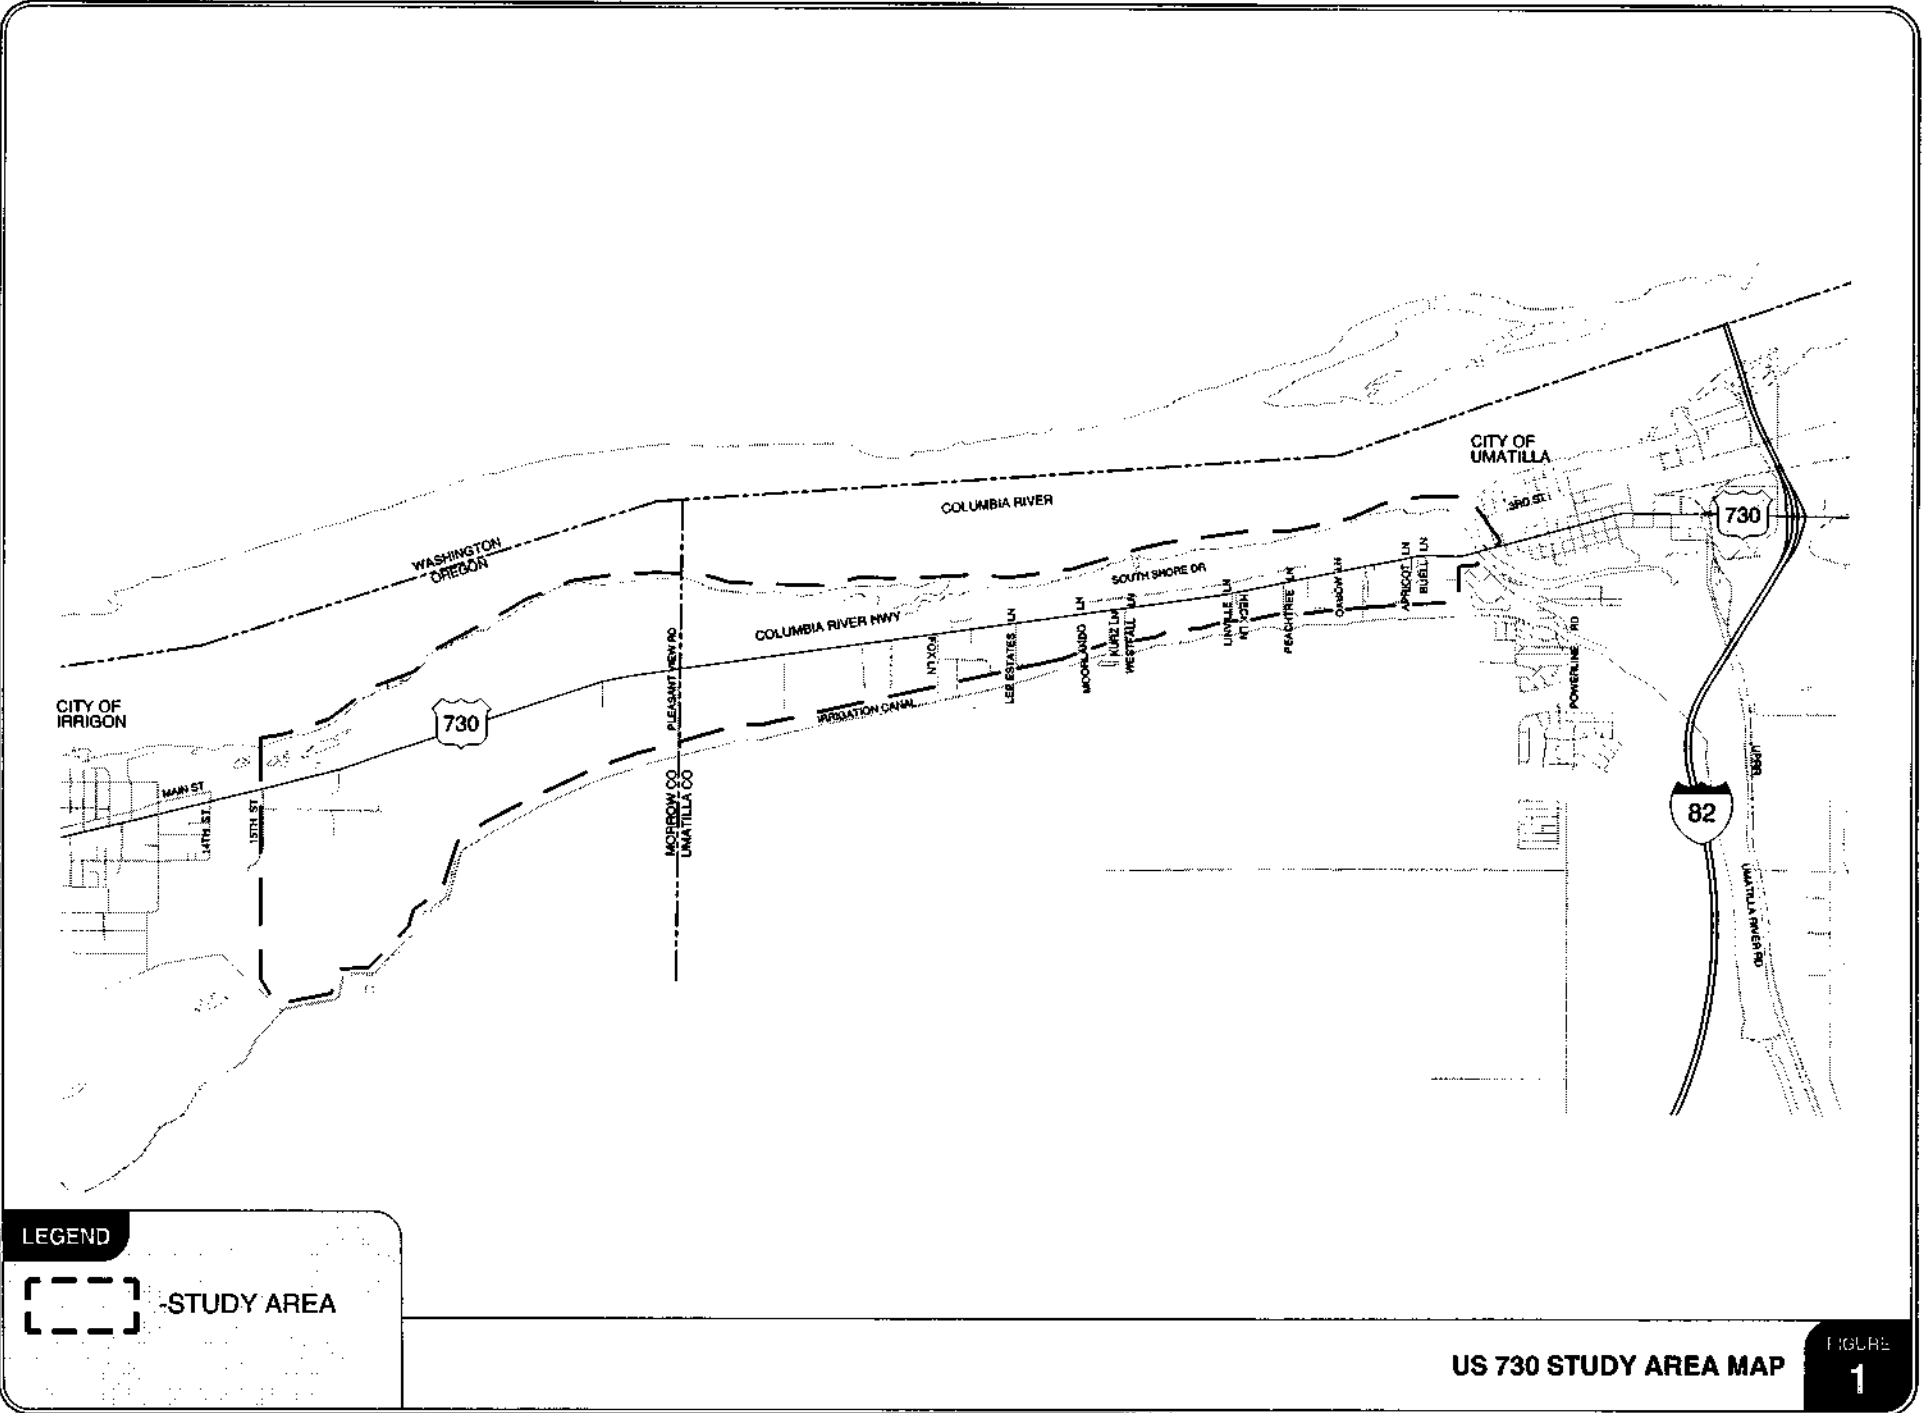 CITY OF
UMATILLA
3RD ST
730
COLUMBIA RIVER
WASHINGTON
OREGON
SOUTH SHORE DR
COLUMBIA RIVER HWY
PLEASANT VIEW RD
FOX LN
LEE ESTATES LN
MOORLANDO LN
KURZ LN
WESTFALL LN
LINVILLE LN
HECK LN
PEACHTREE LN
OXBOW LN
APRICOT LN
BUELL LN
POWERLINE RD
IRRIGATION CANAL
CITY OF
IRRIGON
730
MAIN ST
14TH ST
15TH ST
MORROW CO
UMATILLA CO
UPRR
82
UMATILLA RIVER RD
LEGEND
-STUDY AREA
US 730 STUDY AREA MAP
FIGURE
1